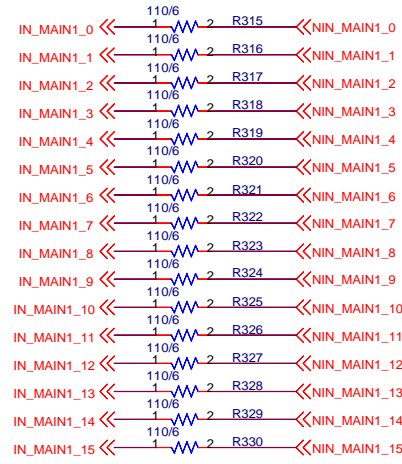 110/6
IN_MAIN1_0 1 2 R315 NIN_MAIN1_0
110/6
IN_MAIN1_1 1 2 R316 NIN_MAIN1_1
110/6
IN_MAIN1_2 1 2 R317 NIN_MAIN1_2
110/6
IN_MAIN1_3 1 2 R318 NIN_MAIN1_3
110/6
IN_MAIN1_4 1 2 R319 NIN_MAIN1_4
110/6
IN_MAIN1_5 1 2 R320 NIN_MAIN1_5
110/6
IN_MAIN1_6 1 2 R321 NIN_MAIN1_6
110/6
IN_MAIN1_7 1 2 R322 NIN_MAIN1_7
110/6
IN_MAIN1_8 1 2 R323 NIN_MAIN1_8
110/6
IN_MAIN1_9 1 2 R324 NIN_MAIN1_9
110/6
IN_MAIN1_10 1 2 R325 NIN_MAIN1_10
110/6
IN_MAIN1_11 1 2 R326 NIN_MAIN1_11
110/6
IN_MAIN1_12 1 2 R327 NIN_MAIN1_12
110/6
IN_MAIN1_13 1 2 R328 NIN_MAIN1_13
110/6
IN_MAIN1_14 1 2 R329 NIN_MAIN1_14
110/6
IN_MAIN1_15 1 2 R330 NIN_MAIN1_15